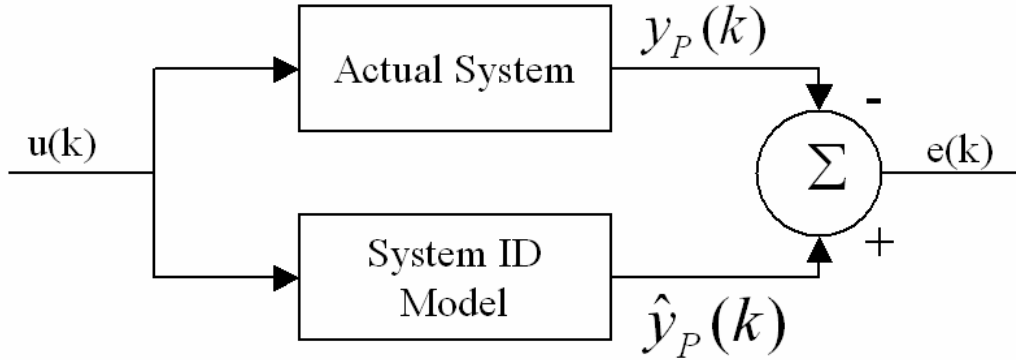 y_P(k)
Actual System
-
u(k)
Σ
e(k)
System ID
Model
+
ŷ_P(k)